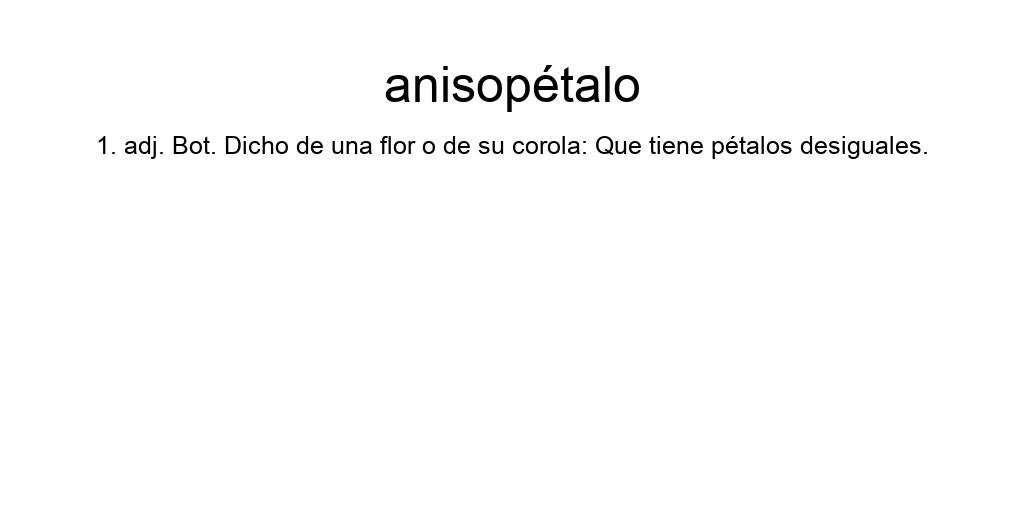 anisopétalo
1. adj. Bot. Dicho de una flor o de su corola: Que tiene pétalos desiguales.